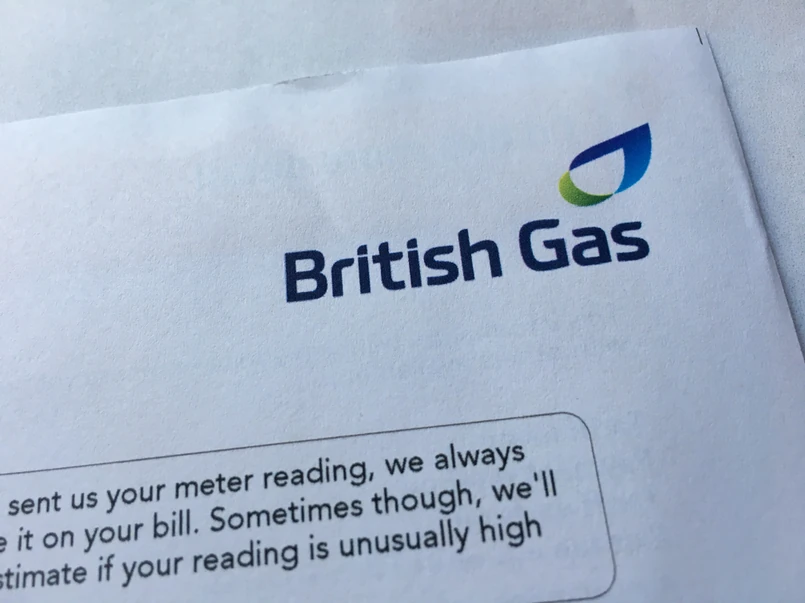 British Gas
sent us your meter reading, we always
it on your bill. Sometimes though, we'll
if your reading is unusually high